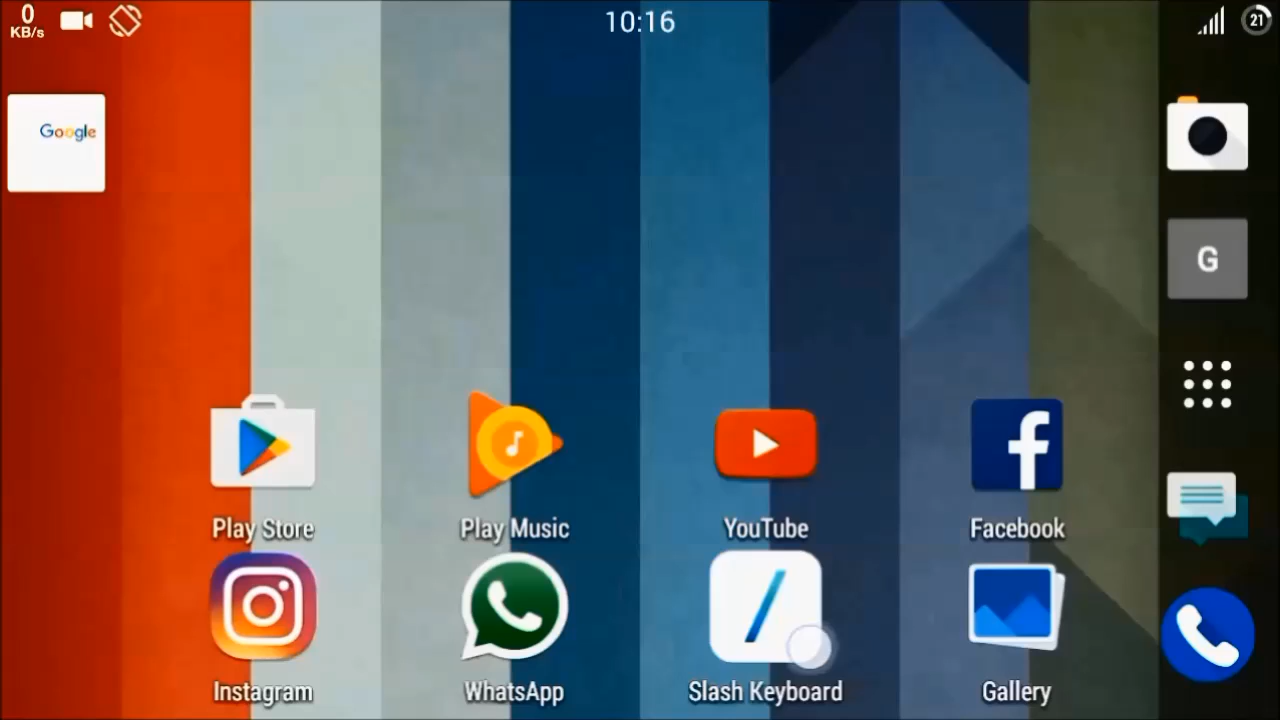 0
KB/s
10:16
21
Google
G
Play Store
Play Music
YouTube
Facebook
Instagram
WhatsApp
Slash Keyboard
Gallery